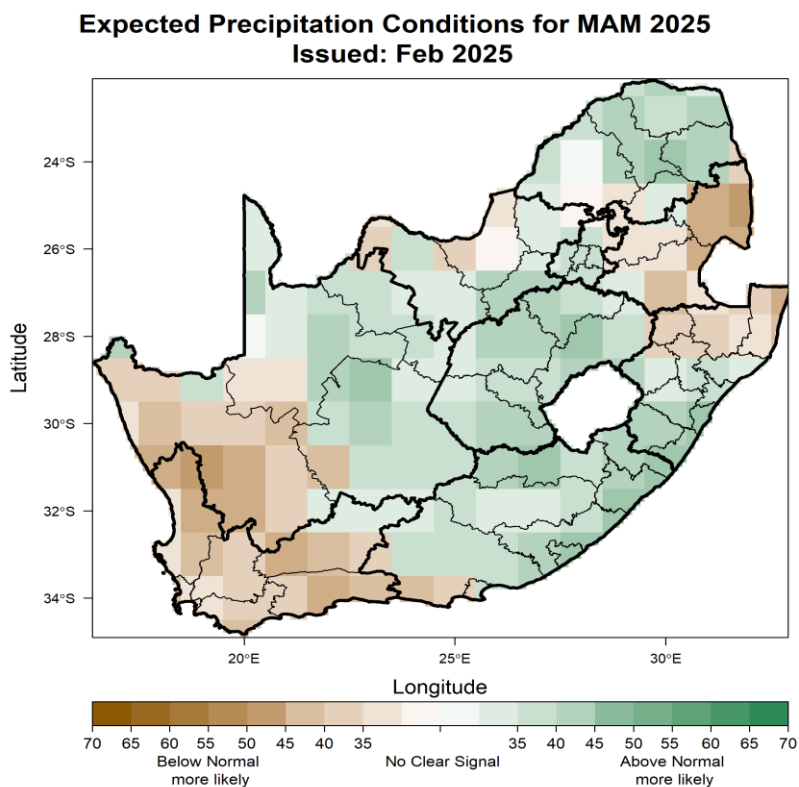 Expected Precipitation Conditions for MAM 2025
Issued: Feb 2025
24°S
26°S
28°S
30°S
32°S
34°S
Latitude
20°E 25°E 30°E
Longitude
70 65 60 55 50 45 40 35 35 40 45 50 55 60 65 70
Below Normal No Clear Signal Above Normal
more likely more likely